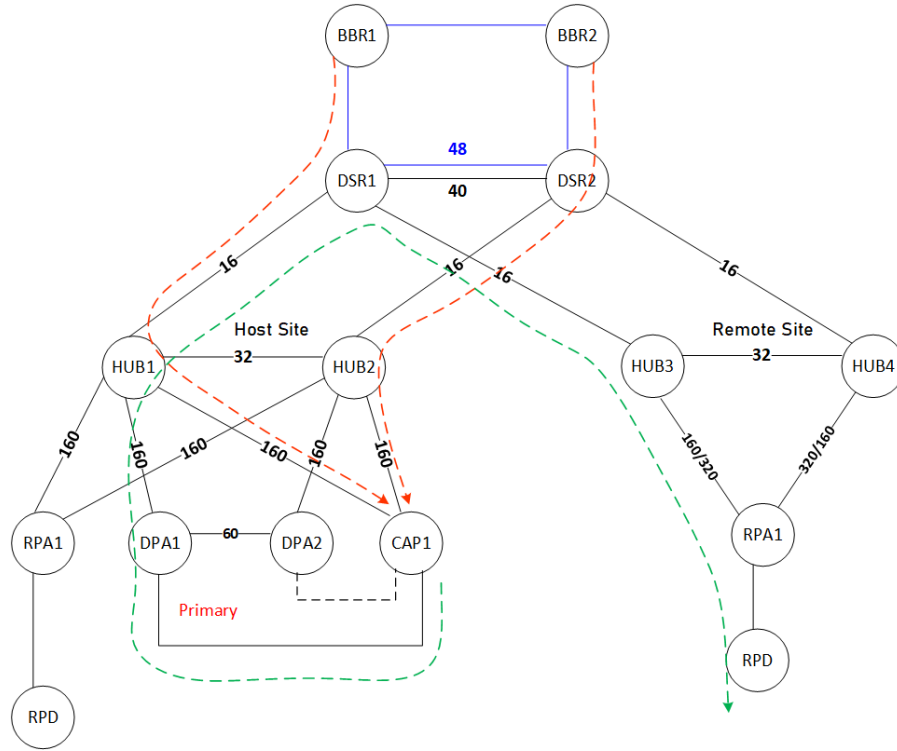 BBR1
BBR2
48
DSR1
DSR2
40
16
16
16
16
Host Site
Remote Site
32
32
HUB1
HUB2
HUB3
HUB4
160
160
160
160
160
160
160/320
320/160
RPA1
DPA1
60
DPA2
CAP1
RPA1
Primary
RPD
RPD